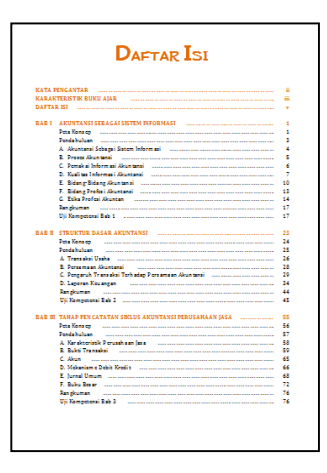 DAFTAR ISI
KATA PENGANTAR ii
KARAKTERISTIK BUKU AJAR iii
DAFTAR ISI v
BAB I AKUNTANSI SEBAGAI SISTEM INFORMASI 1
Peta Konsep 1
Pendahuluan 3
A. Akuntansi Sebagai Sistem Informasi 4
B. Proses Akuntansi 5
C. Pemakai Informasi Akuntansi 6
D. Kualitas Informasi Akuntansi 7
E. Bidang-Bidang Akuntansi 10
F. Bidang Profesi Akuntansi 13
G. Etika Profesi Akuntan 14
Rangkuman 17
Uji Kompetensi Bab 1 17
BAB II STRUKTUR DASAR AKUNTANSI 23
Peta Konsep 24
Pendahuluan 25
A. Transaksi Usaha 26
B. Persamaan Akuntansi 28
C. Pengaruh Transaksi Terhadap Persamaan Akuntansi 29
D. Laporan Keuangan 34
Rangkuman 44
Uji Kompetensi Bab 2 45
BAB III TAHAP PENCATATAN SIKLUS AKUNTANSI PERUSAHAAN JASA 55
Peta Konsep 56
Pendahuluan 57
A. Karakteristik Perusahaan Jasa 58
B. Bukti Transaksi 59
C. Akun 65
D. Mekanisme Debit Kredit 66
E. Jurnal Umum 68
F. Buku Besar 72
Rangkuman 76
Uji Kompetensi Bab 3 76